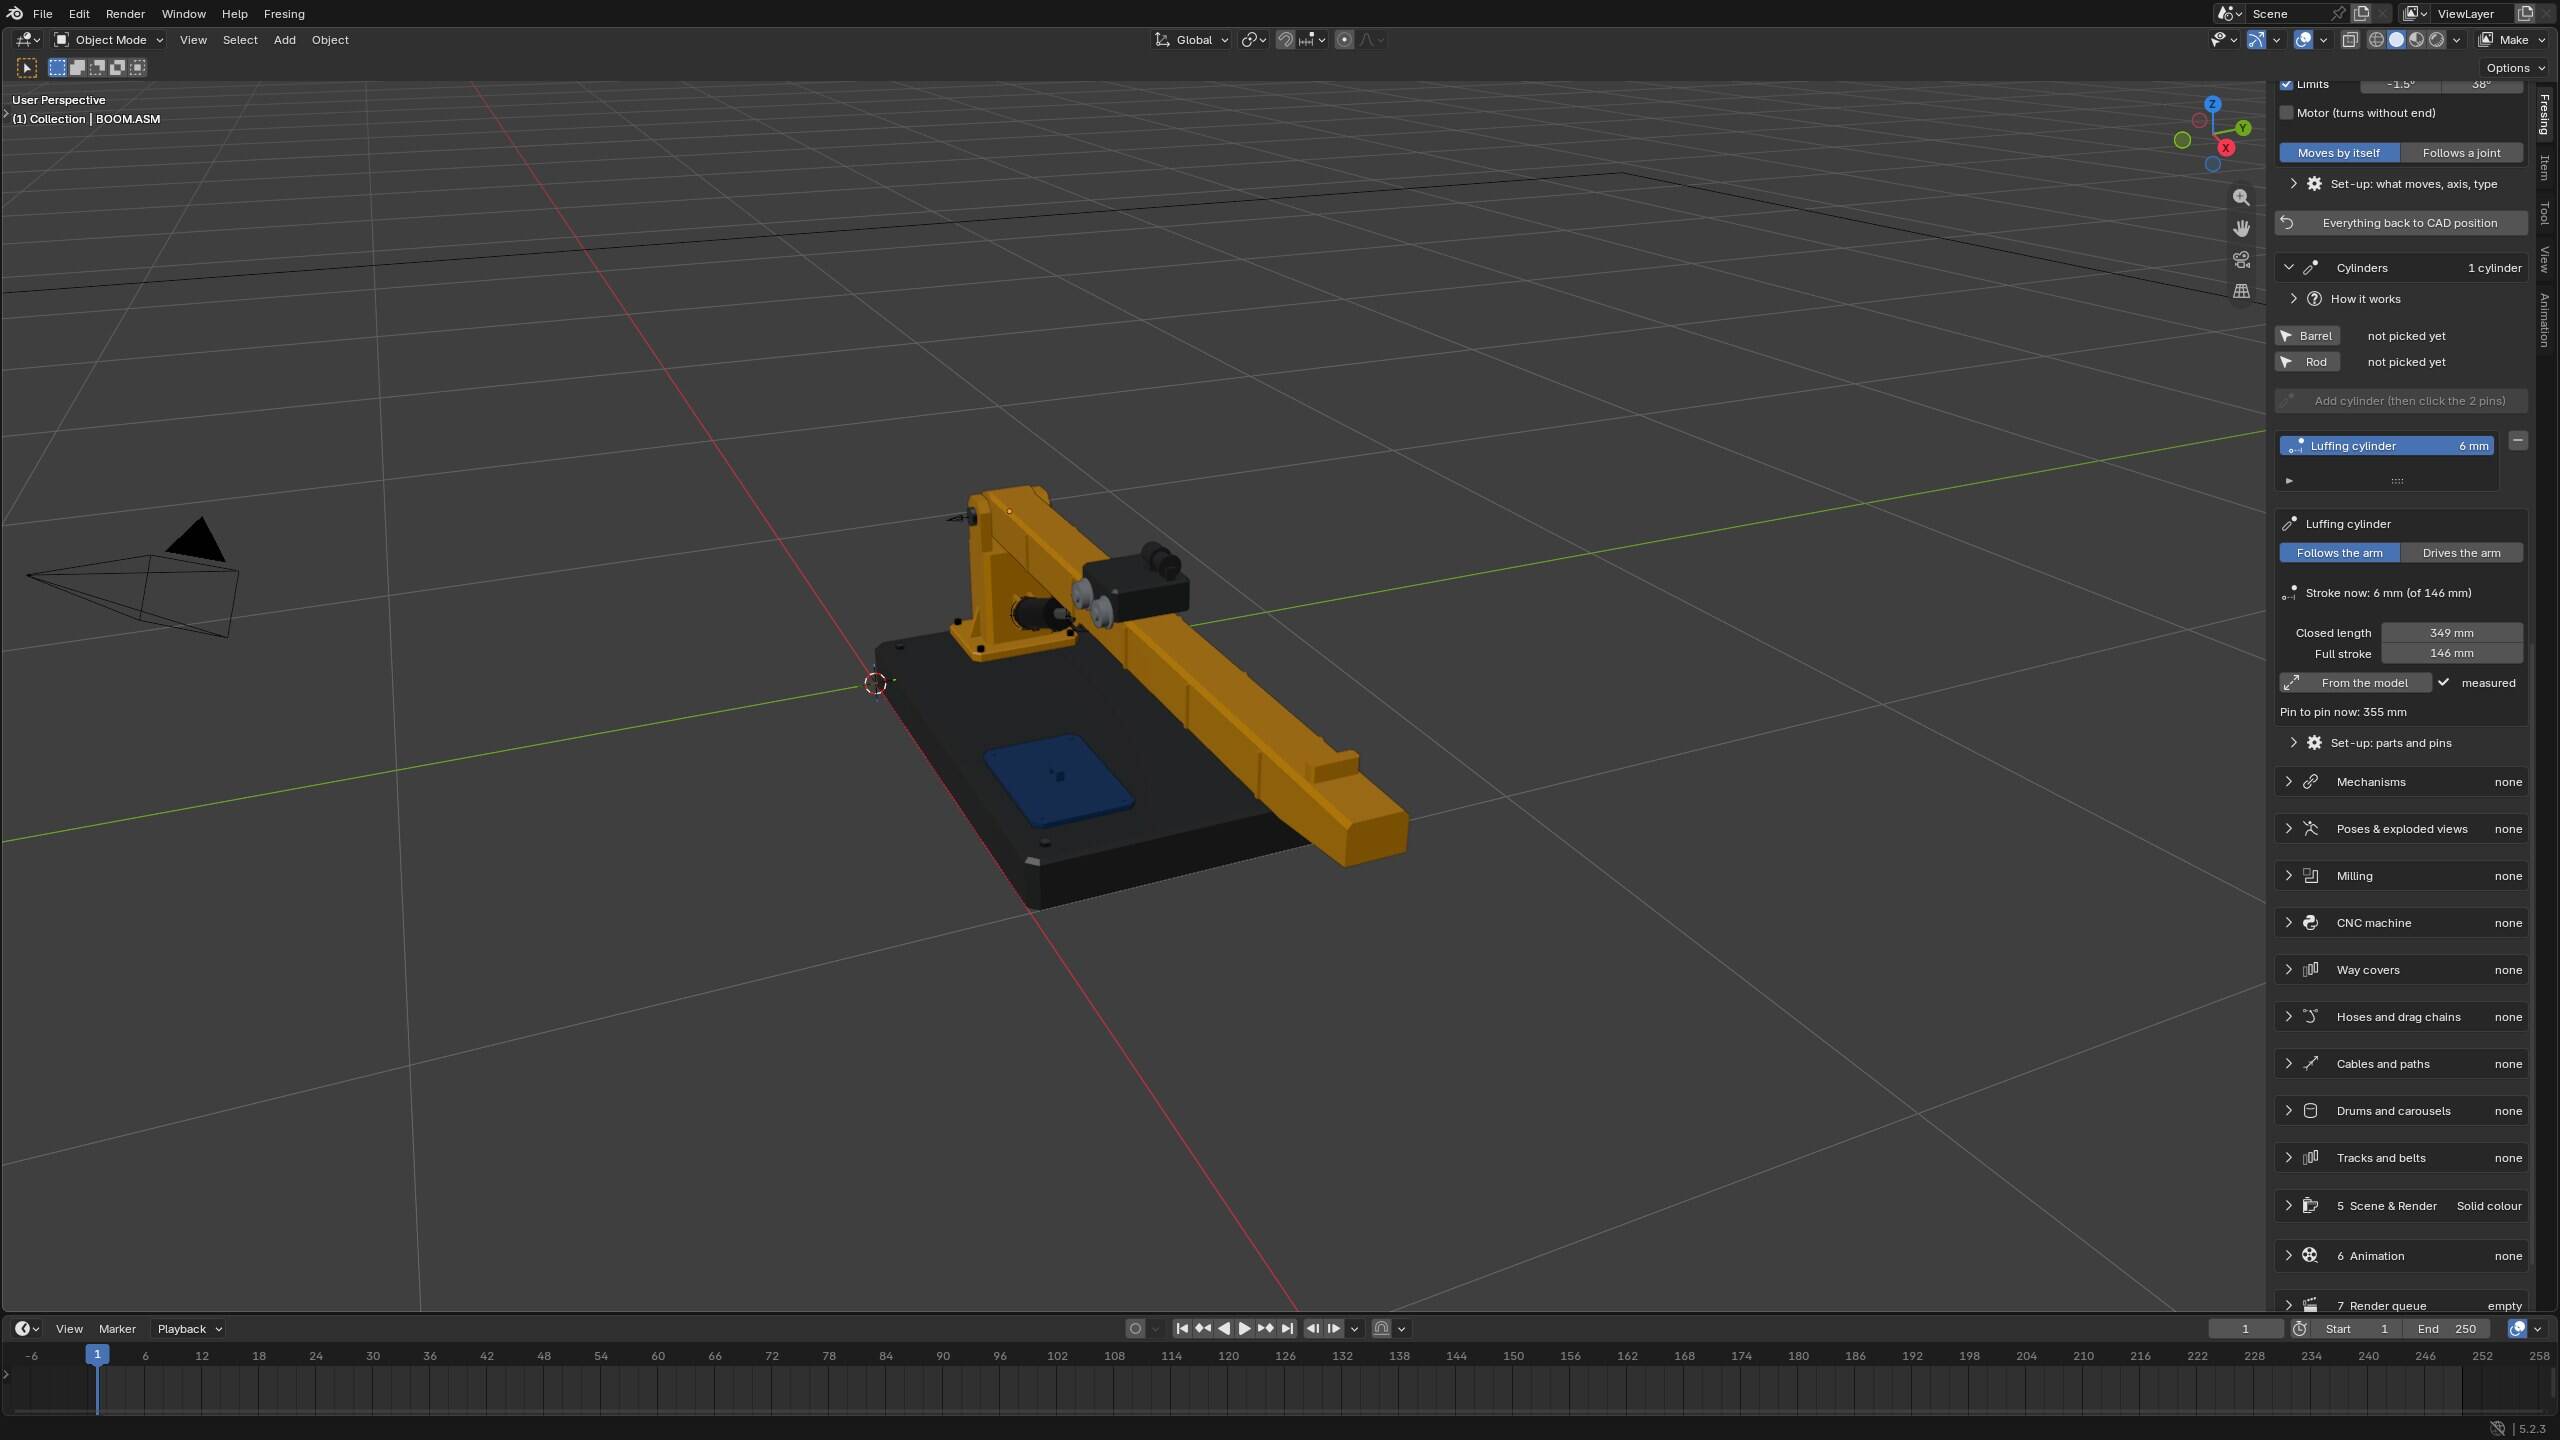 File Edit Render Window Help Fresing Scene ViewLayer
Object Mode View Select Add Object Global Make
Options
User Perspective
(1) Collection | BOOM.ASM
Z
Y
X
Limits -1.5° 38°
Motor (turns without end)
Moves by itself Follows a joint
Set-up: what moves, axis, type
Everything back to CAD position
Cylinders 1 cylinder
How it works
Barrel not picked yet
Rod not picked yet
Add cylinder (then click the 2 pins)
Luffing cylinder 6 mm
Luffing cylinder
Follows the arm Drives the arm
Stroke now: 6 mm (of 146 mm)
Closed length 349 mm
Full stroke 146 mm
From the model measured
Pin to pin now: 355 mm
Set-up: parts and pins
Mechanisms none
Poses & exploded views none
Milling none
CNC machine none
Way covers none
Hoses and drag chains none
Cables and paths none
Drums and carousels none
Tracks and belts none
5 Scene & Render Solid colour
6 Animation none
7 Render queue empty
Fresing
Item
Tool
View
Animation
View Marker Playback 1 Start 1 End 250
-6 1 6 12 18 24 30 36 42 48 54 60 66 72 78 84 90 96 102 108 114 120 126 132 138 144 150 156 162 168 174 180 186 192 198 204 210 216 222 228 234 240 246 252 258
5.2.3